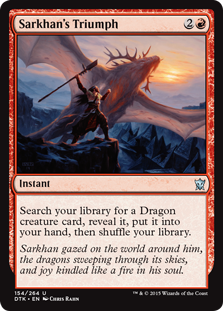 Sarkhan's Triumph 2
Instant
Search your library for a Dragon
creature card, reveal it, put it into
your hand, then shuffle your library.
Sarkhan gazed on the world around him,
the dragons sweeping through its skies,
and joy kindled like a fire in his soul.
154/264 U
DTK • EN Chris Rahn
™ & © 2015 Wizards of the Coast